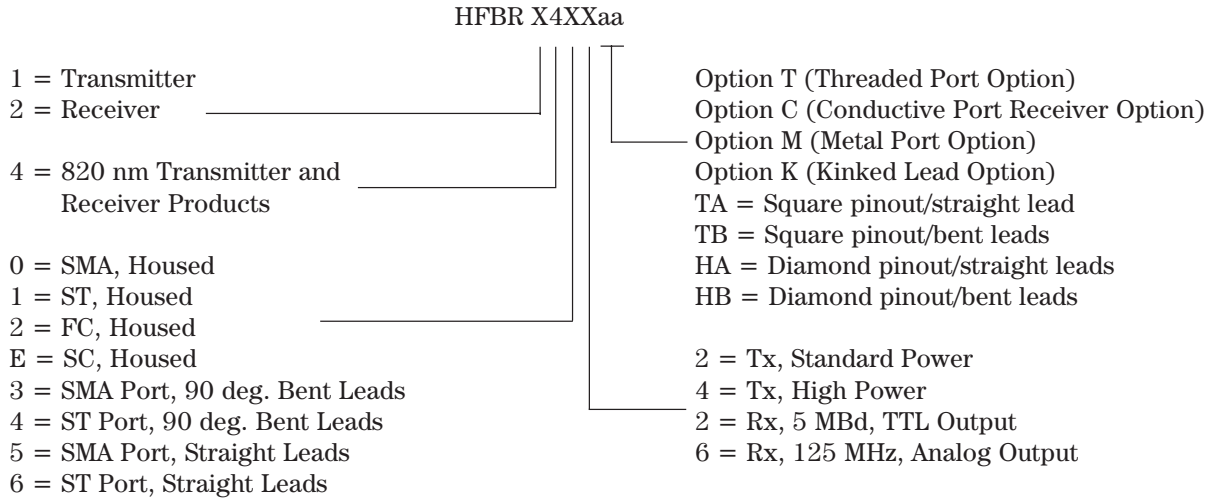 HFBR X4XXaa
1 = Transmitter
2 = Receiver
4 = 820 nm Transmitter and
Receiver Products
0 = SMA, Housed
1 = ST, Housed
2 = FC, Housed
E = SC, Housed
3 = SMA Port, 90 deg. Bent Leads
4 = ST Port, 90 deg. Bent Leads
5 = SMA Port, Straight Leads
6 = ST Port, Straight Leads
Option T (Threaded Port Option)
Option C (Conductive Port Receiver Option)
Option M (Metal Port Option)
Option K (Kinked Lead Option)
TA = Square pinout/straight lead
TB = Square pinout/bent leads
HA = Diamond pinout/straight leads
HB = Diamond pinout/bent leads
2 = Tx, Standard Power
4 = Tx, High Power
2 = Rx, 5 MBd, TTL Output
6 = Rx, 125 MHz, Analog Output